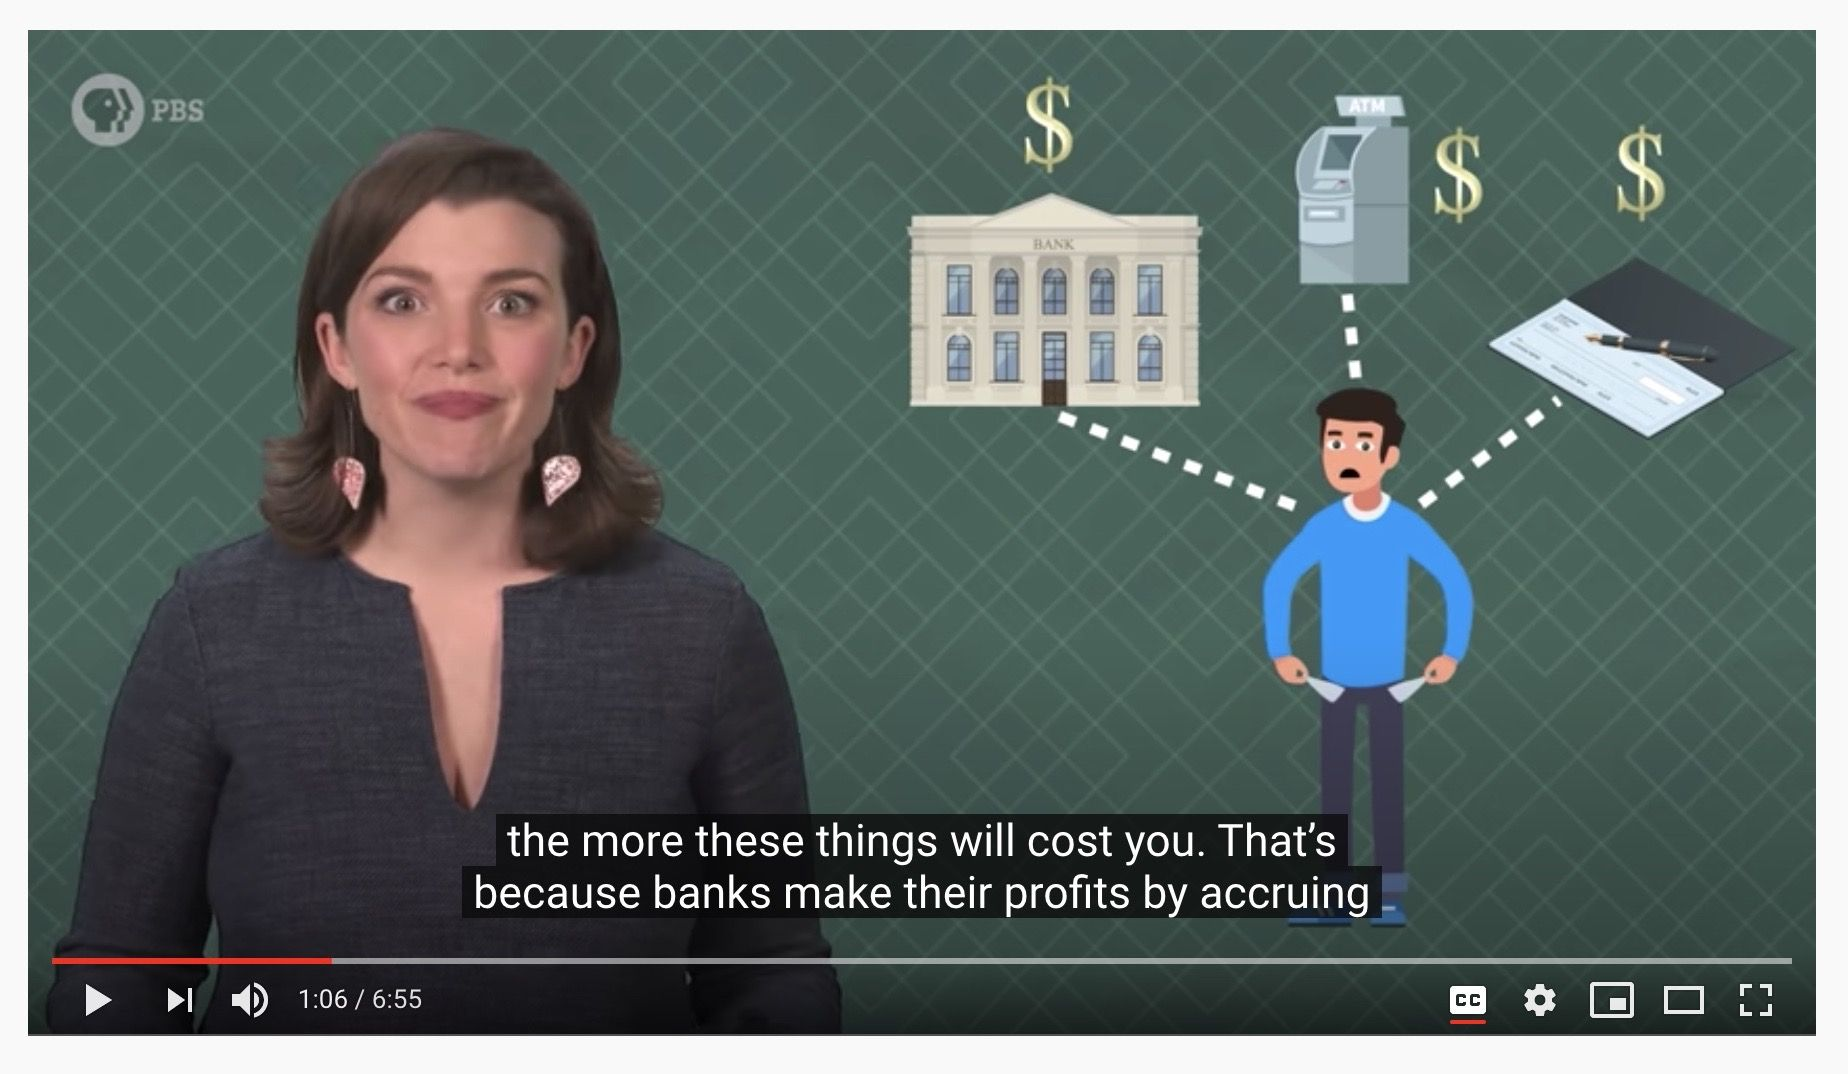 PBS
ATM
BANK
the more these things will cost you. That’s
because banks make their profits by accruing
1:06 / 6:55
CC